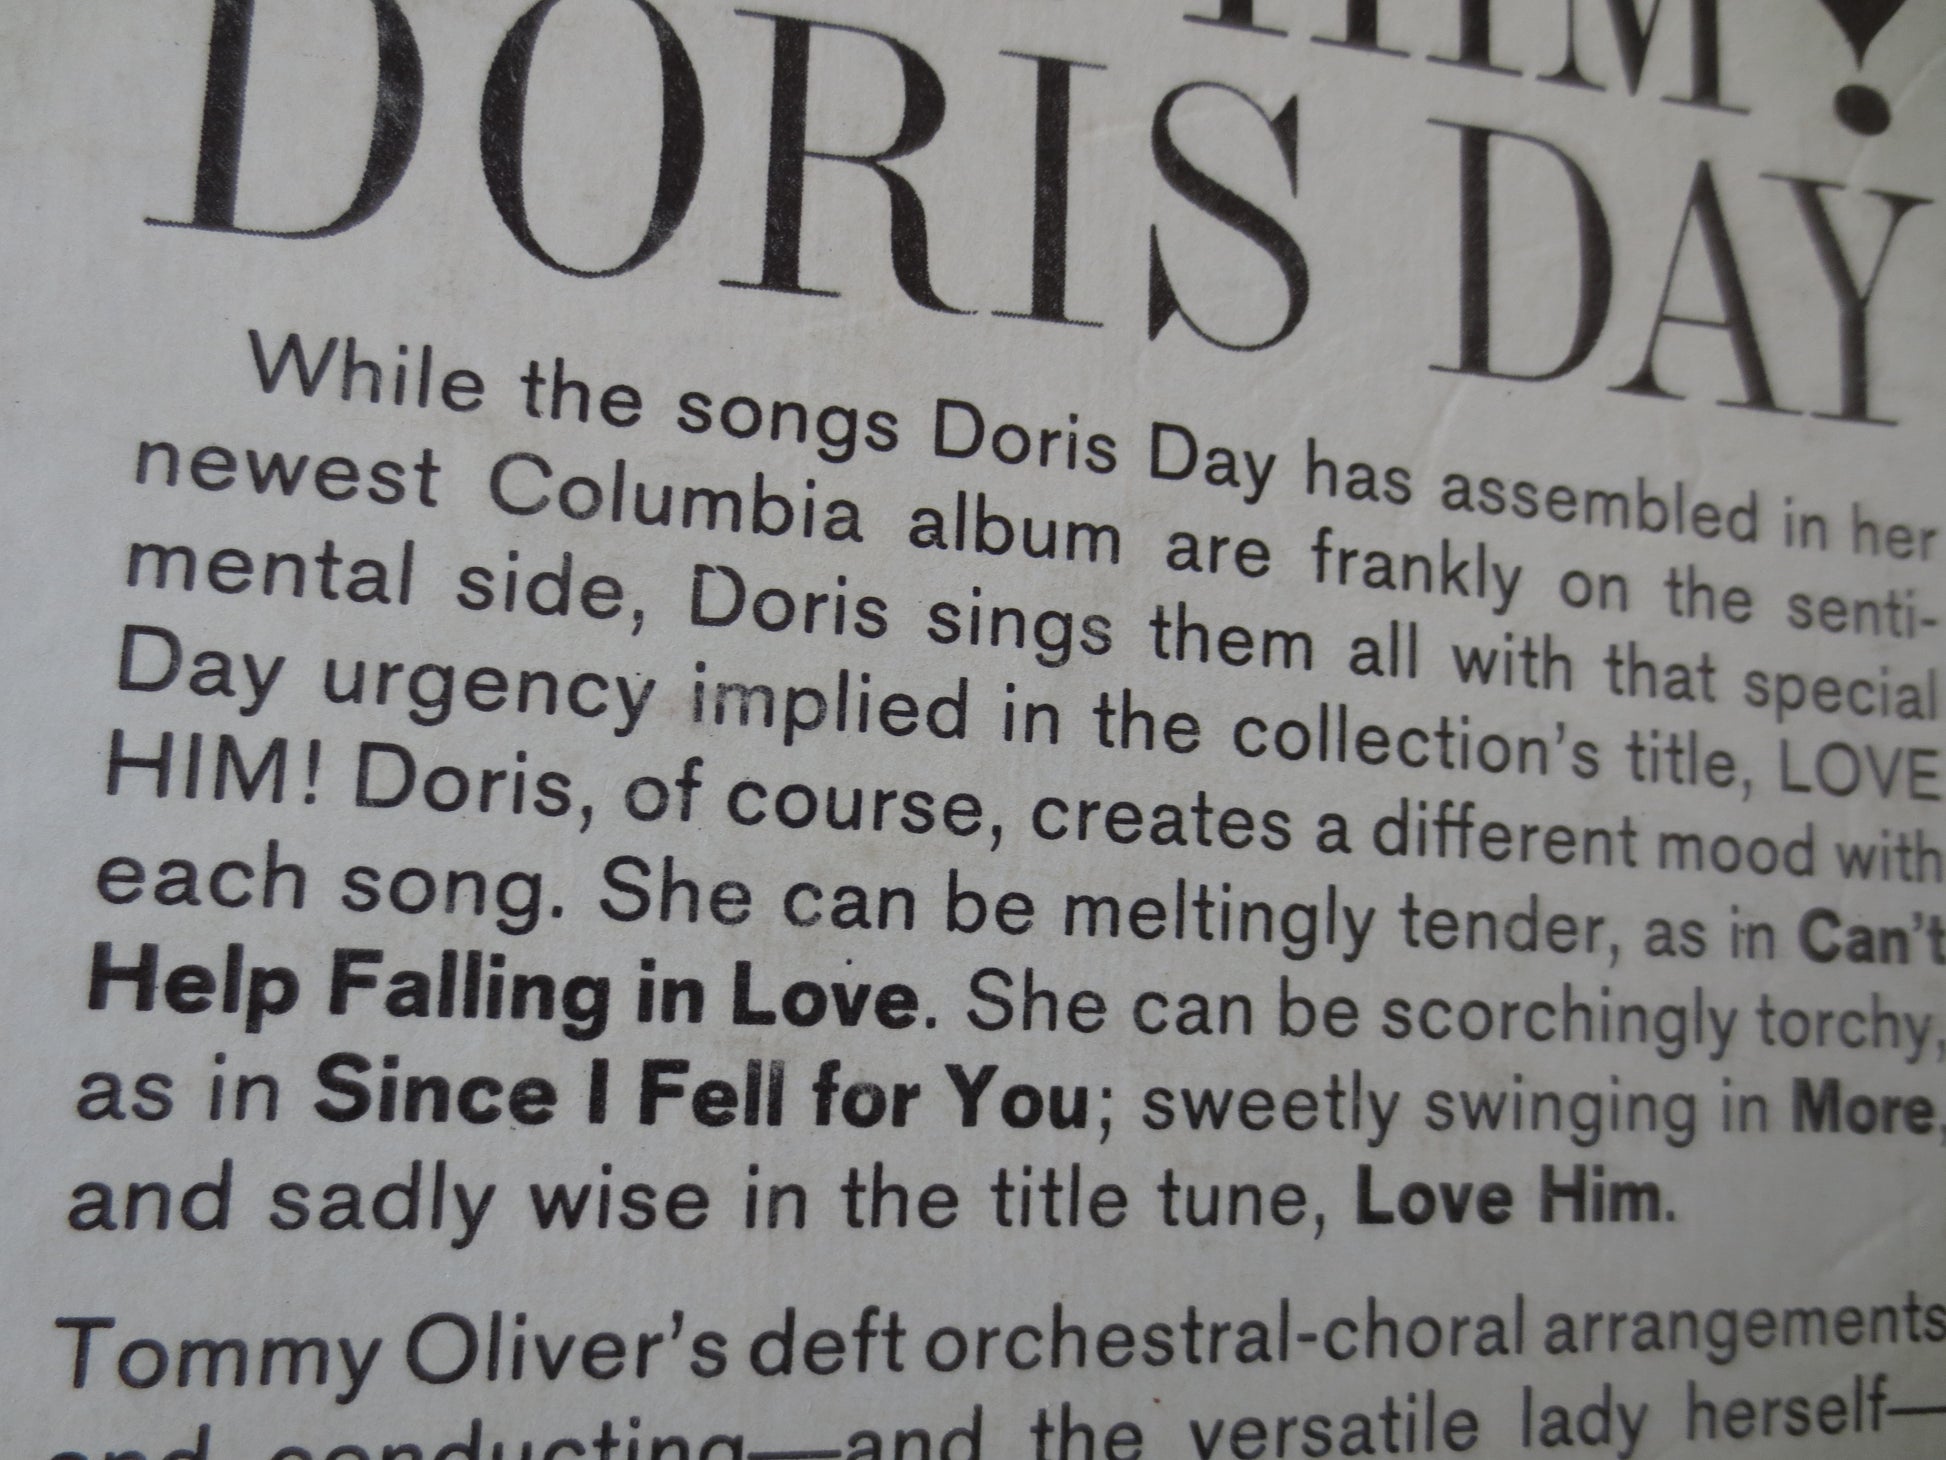 HIM!
DORIS DAY
While the songs Doris Day has assembled in her
newest Columbia album are frankly on the senti-
mental side, Doris sings them all with that special
Day urgency implied in the collection's title, LOVE
HIM! Doris, of course, creates a different mood with
each song. She can be meltingly tender, as in Can't
Help Falling in Love. She can be scorchingly torchy,
as in Since I Fell for You; sweetly swinging in More,
and sadly wise in the title tune, Love Him.
Tommy Oliver's deft orchestral-choral arrangements
and conducting—and the versatile lady herself—